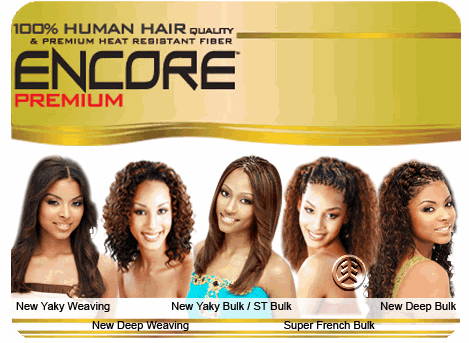 100% HUMAN HAIR QUALITY
& PREMIUM HEAT RESISTANT FIBER
ENCORE™
PREMIUM
New Yaky Weaving
New Yaky Bulk / ST Bulk
New Deep Bulk
New Deep Weaving
Super French Bulk